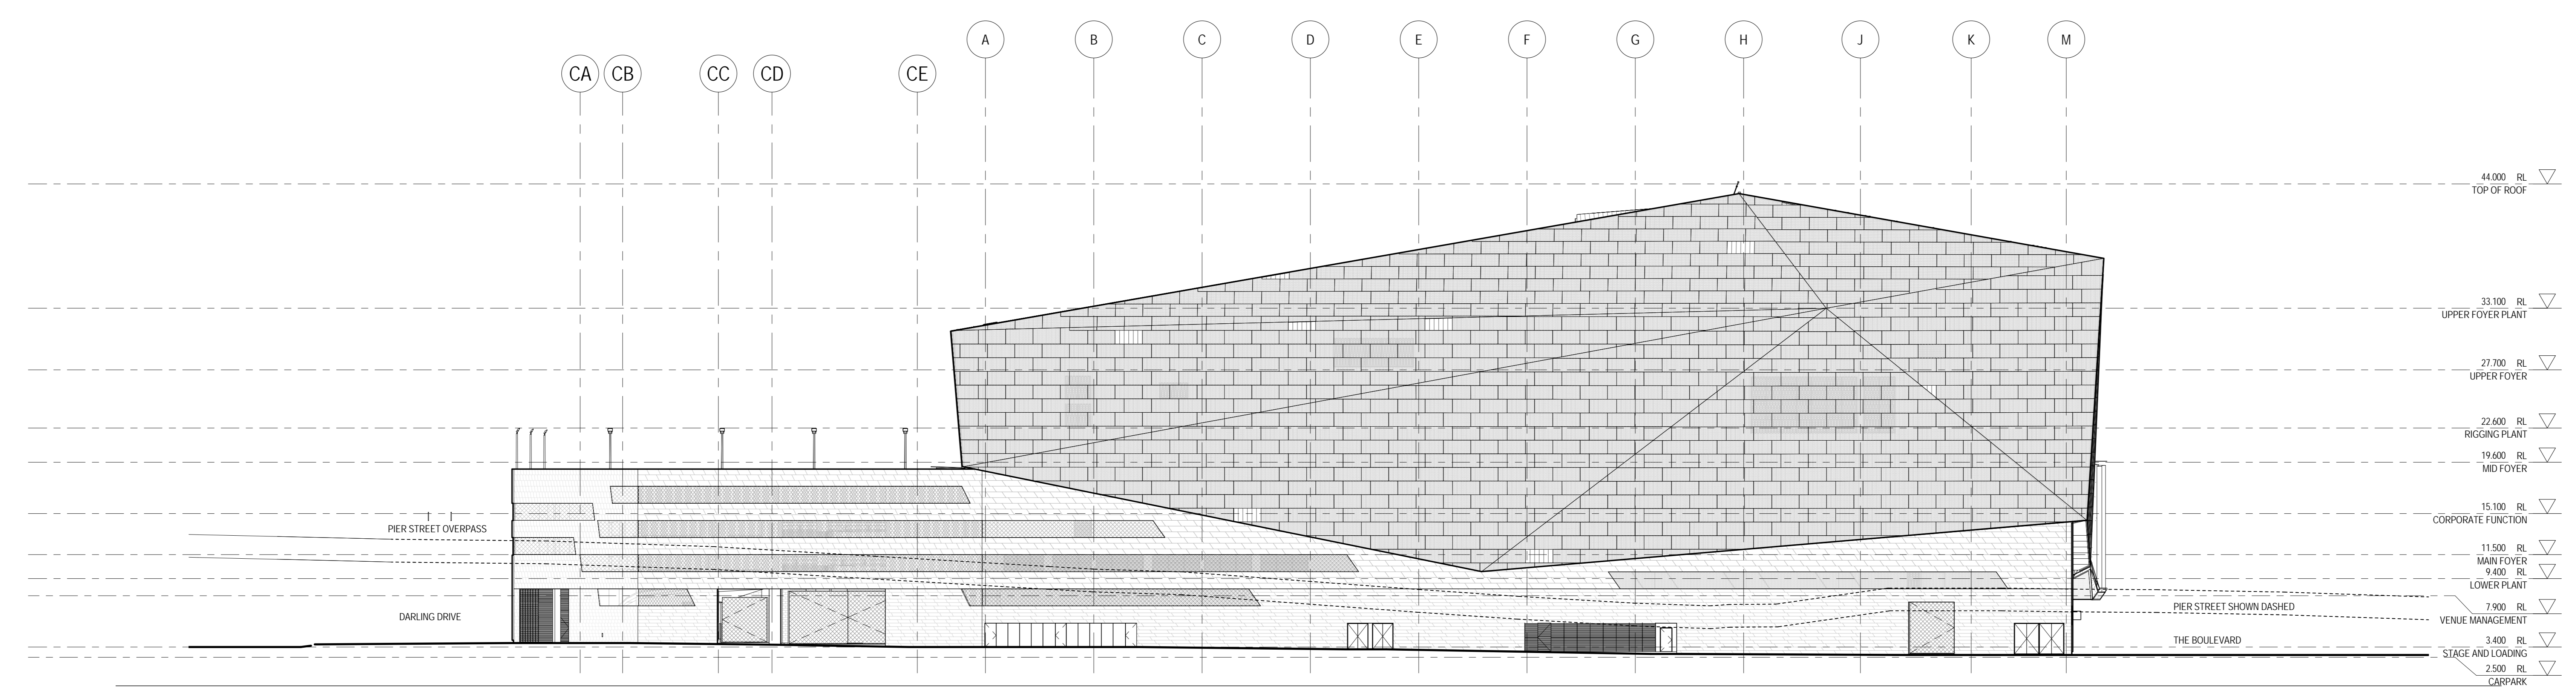 A B C D E F G H J K M
CA CB CC CD CE
44.000 RL
TOP OF ROOF
33.100 RL
UPPER FOYER PLANT
27.700 RL
UPPER FOYER
22.600 RL
RIGGING PLANT
19.600 RL
MID FOYER
15.100 RL
CORPORATE FUNCTION
PIER STREET OVERPASS
11.500 RL
MAIN FOYER
9.400 RL
LOWER PLANT
PIER STREET SHOWN DASHED
7.900 RL
VENUE MANAGEMENT
DARLING DRIVE
THE BOULEVARD
3.400 RL
STAGE AND LOADING
2.500 RL
CARPARK